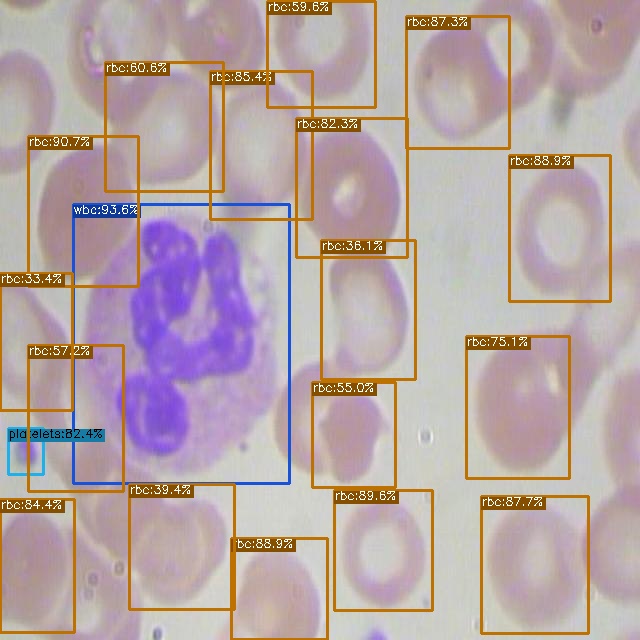 rbc:59.6%
rbc:87.3%
rbc:60.6%
rbc:85.4%
rbc:82.3%
rbc:90.7%
rbc:88.9%
wbc:93.6%
rbc:36.1%
rbc:33.4%
rbc:75.1%
rbc:57.2%
rbc:55.0%
platelets:82.4%
rbc:39.4%
rbc:89.6%
rbc:87.7%
rbc:84.4%
rbc:88.9%